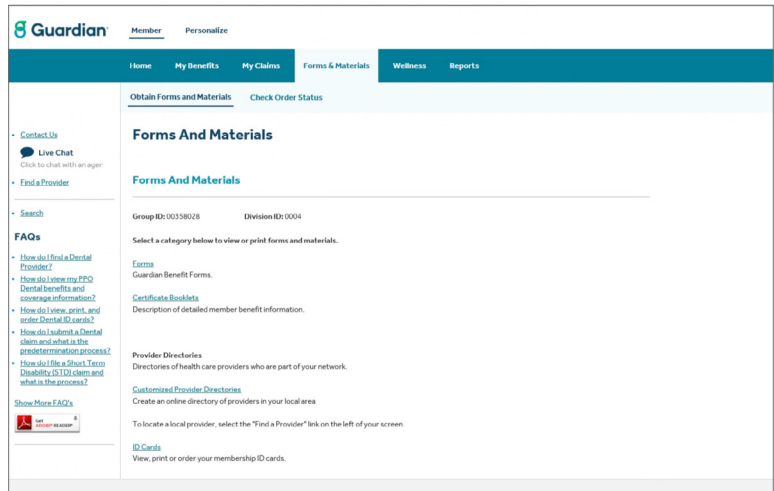 Guardian
Member Personalize
Home My Benefits My Claims Forms & Materials Wellness Reports
Obtain Forms and Materials Check Order Status
Contact Us
Live Chat
Click to chat with an agen
Find a Provider
Search
FAQs
How do I find a Dental
Provider?
How do I view my PPO
Dental benefits and
coverage information?
How do I view, print, and
order Dental ID cards?
How do I submit a Dental
claim and what is the
predetermination process?
How do I file a Short Term
Disability (STD) claim and
what is the process?
Show More FAQ's
Get
ADOBE® READER®
Forms And Materials
Forms And Materials
Group ID: 00358028 Division ID: 0004
Select a category below to view or print forms and materials.
Forms
Guardian Benefit Forms.
Certificate Booklets
Description of detailed member benefit information.
Provider Directories
Directories of health care providers who are part of your network.
Customized Provider Directories
Create an online directory of providers in your local area
To locate a local provider, select the "Find a Provider" link on the left of your screen.
ID Cards
View, print or order your membership ID cards.